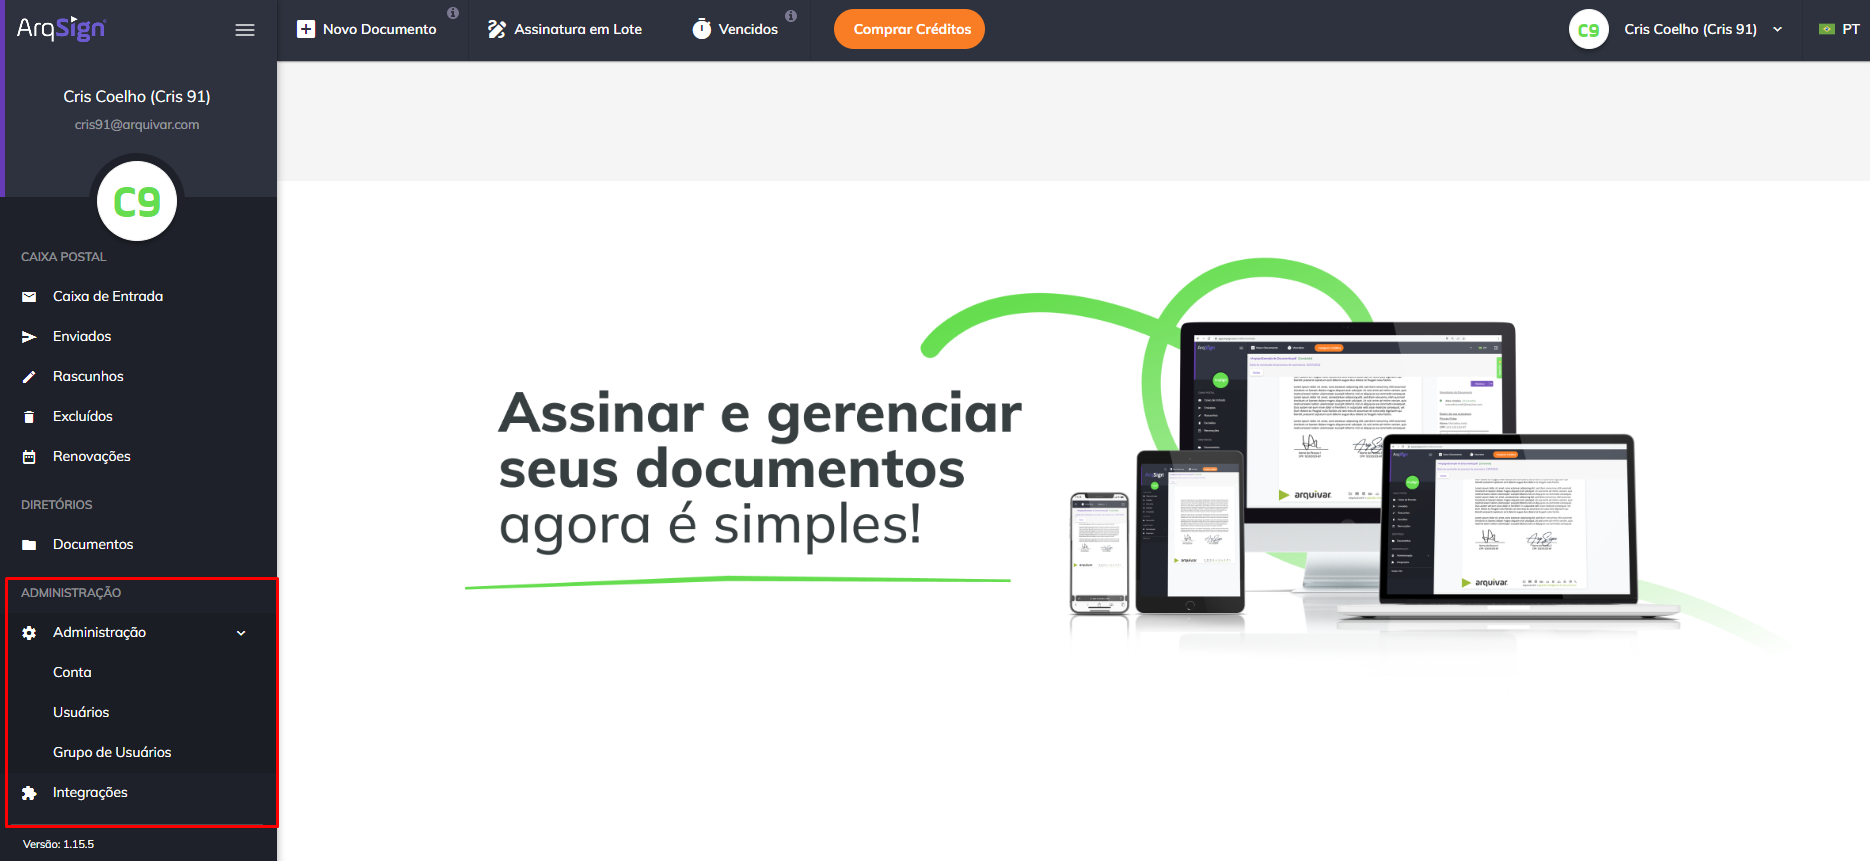 ArqSign
Novo Documento
Assinatura em Lote
Vencidos
Comprar Créditos
C9
Cris Coelho (Cris 91)
PT
Cris Coelho (Cris 91)
cris91@arquivar.com
C9
CAIXA POSTAL
Caixa de Entrada
Enviados
Rascunhos
Excluídos
Renovações
DIRETÓRIOS
Documentos
ADMINISTRAÇÃO
Administração
Conta
Usuários
Grupo de Usuários
Integrações
Versão: 1.15.5
Assinar e gerenciar
seus documentos
agora é simples!
arquivar.
arquivar.